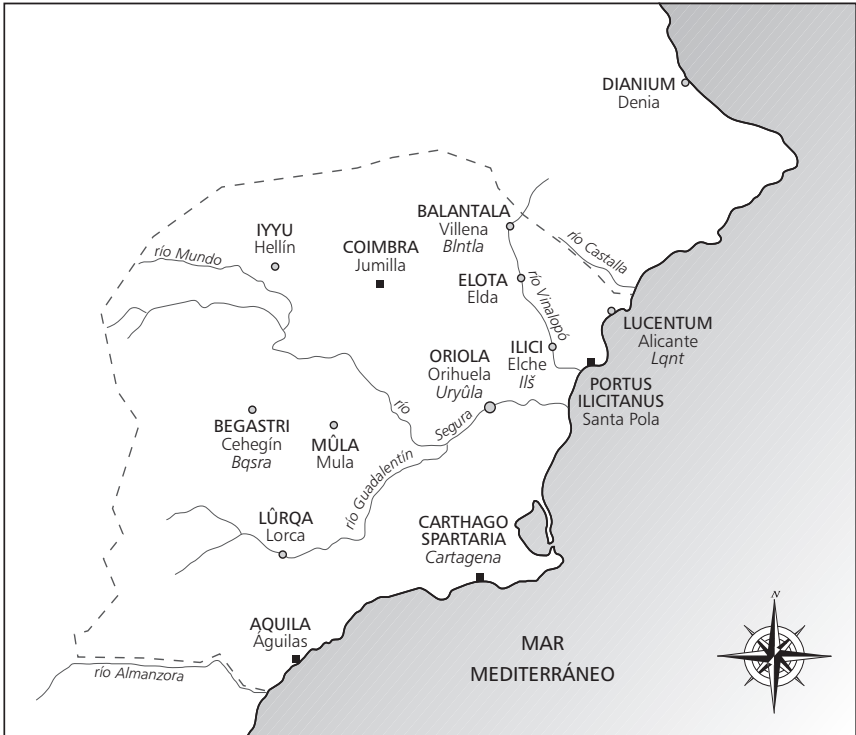 DIANIUM
Denia
BALANTALA
Villena
Blntla
río Castalla
IYYU
Hellín
río Mundo
COIMBRA
Jumilla
ELOTA
Elda
río Vinalopó
LUCENTUM
Alicante
Lqnt
ILICI
Elche
Ilš
ORIOLA
Orihuela
Uryûla
PORTUS
ILICITANUS
Santa Pola
río
Segura
BEGASTRI
Cehegín
Bqsra
MÛLA
Mula
río Guadalentín
LÛRQA
Lorca
CARTHAGO
SPARTARIA
Cartagena
AQUILA
Águilas
río Almanzora
MAR
MEDITERRÁNEO
N